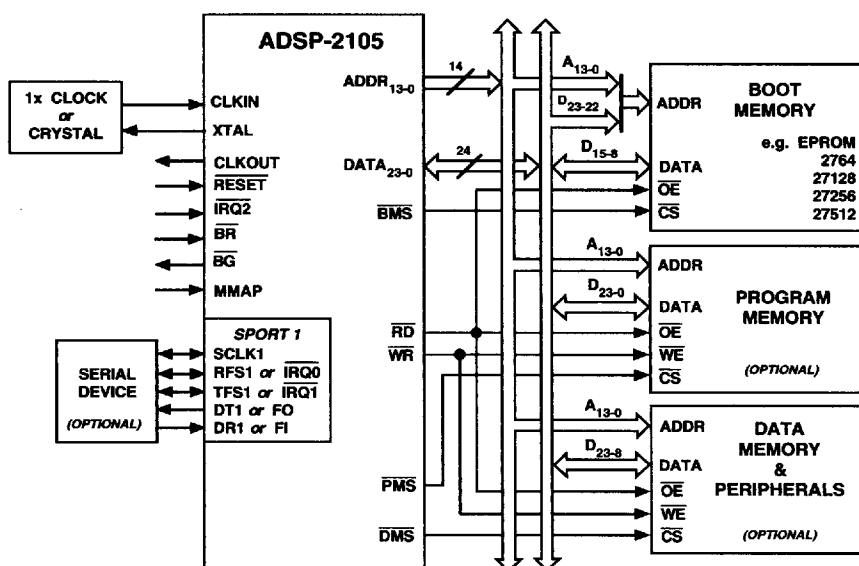 ADSP-2105
1x CLOCK
or
CRYSTAL
CLKIN
XTAL
CLKOUT
RESET
IRQ2
BR
BG
MMAP
SPORT 1
SCLK1
RFS1 or IRQ0
TFS1 or IRQ1
DT1 or FO
DR1 or FI
SERIAL
DEVICE
(OPTIONAL)
ADDR13-0
14
DATA23-0
24
BMS
RD
WR
PMS
DMS
A13-0
D23-22
D15-8
ADDR
DATA
OE
CS
BOOT
MEMORY
e.g. EPROM
2764
27128
27256
27512
A13-0
D23-0
ADDR
DATA
OE
WE
CS
PROGRAM
MEMORY
(OPTIONAL)
A13-0
D23-8
ADDR
DATA
OE
WE
CS
DATA
MEMORY
&
PERIPHERALS
(OPTIONAL)